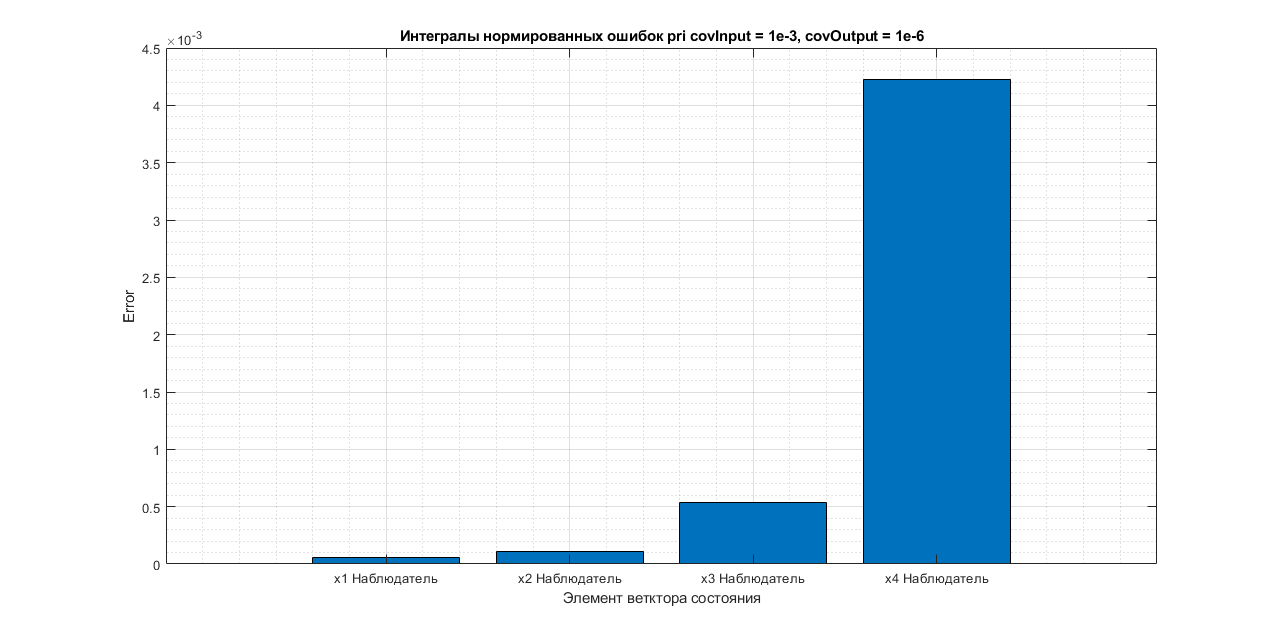 Интегралы нормированных ошибок pri covInput = 1e-3, covOutput = 1e-6
×10-3
4.5
4
3.5
3
2.5
2
1.5
1
0.5
0
Error
x1 Наблюдатель
x2 Наблюдатель
x3 Наблюдатель
x4 Наблюдатель
Элемент ветктора состояния